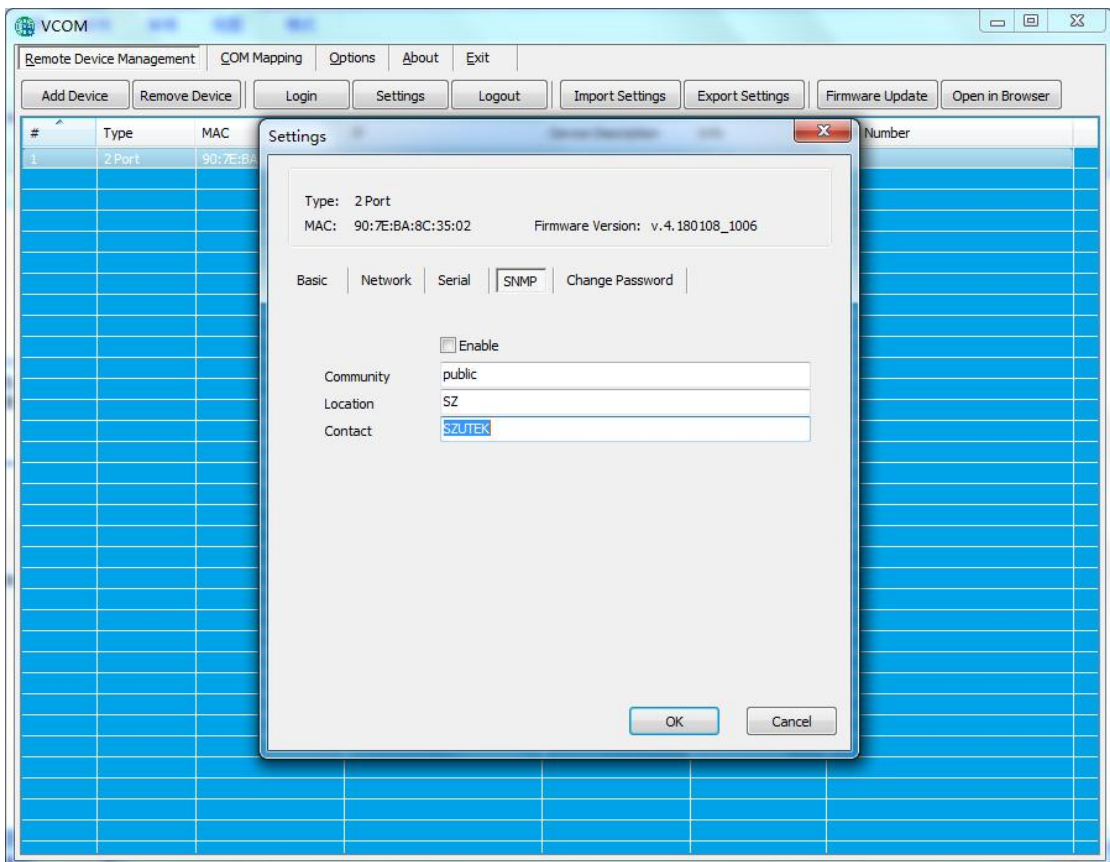 VCOM
Remote Device Management COM Mapping Options About Exit
Add Device Remove Device Login Settings Logout Import Settings Export Settings Firmware Update Open in Browser
# Type MAC Number
1 2 Port 90:7E:BA
Settings
Type: 2 Port
MAC: 90:7E:BA:8C:35:02 Firmware Version: v.4.180108_1006
Basic Network Serial SNMP Change Password
Enable
Community public
Location SZ
Contact SZUTEK
OK Cancel